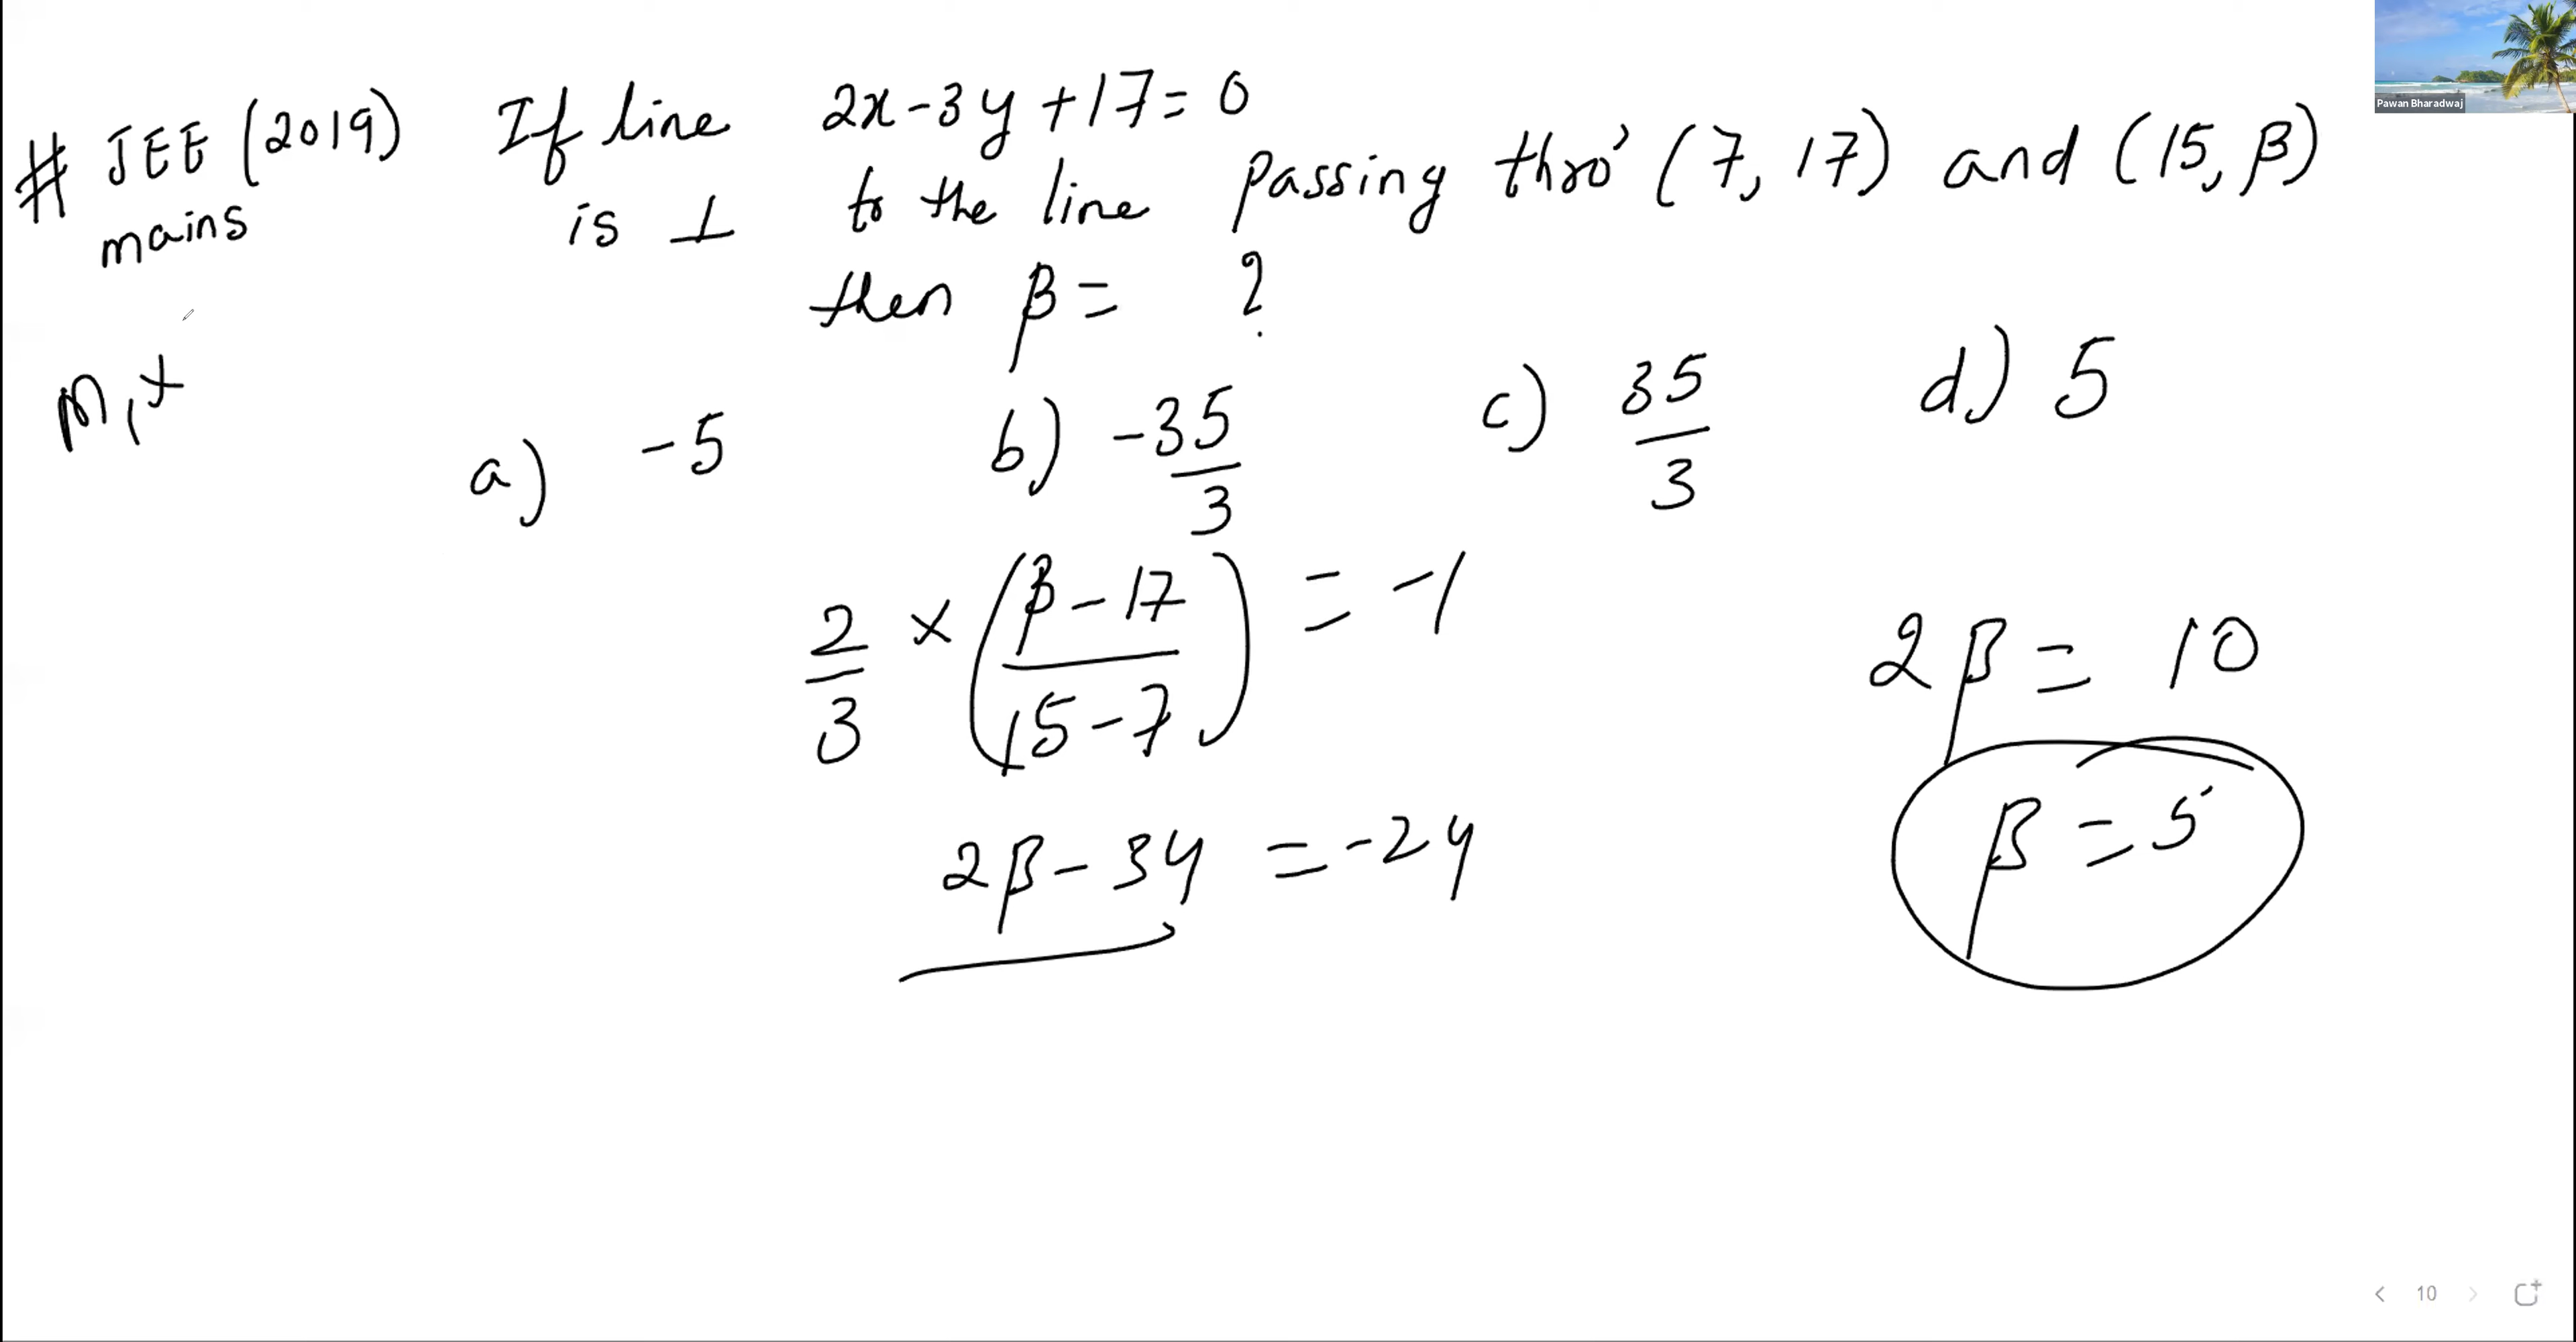 Pawan Bharadwaj
# JEE (2019) If line 2x-3y+17=0
mains is ⊥ to the line passing thro' (7, 17) and (15, β)
then β = ?
m₁ x
a) -5 b) -35/3 c) 35/3 d) 5
2/3 × (β-17/15-7) = -1
2β = 10
2β-34 = -24
β = 5
10